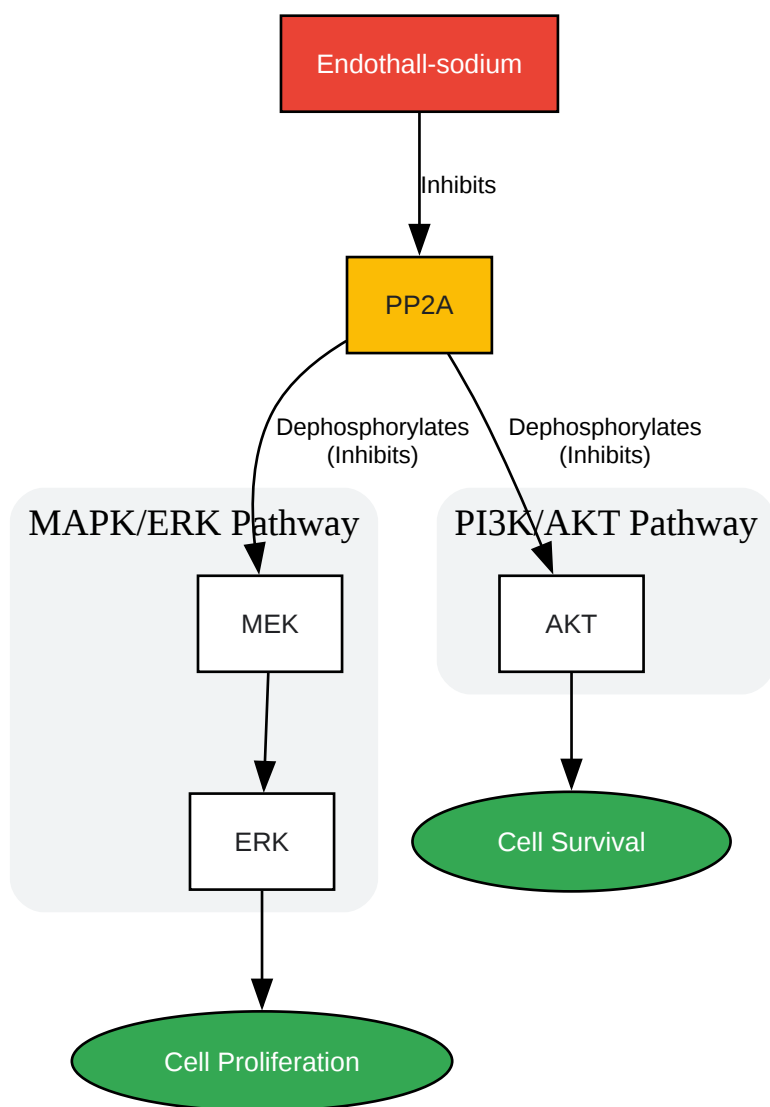 Endothall-sodium
Inhibits
PP2A
Dephosphorylates
(Inhibits)
Dephosphorylates
(Inhibits)
MAPK/ERK Pathway
PI3K/AKT Pathway
MEK
AKT
ERK
Cell Survival
Cell Proliferation